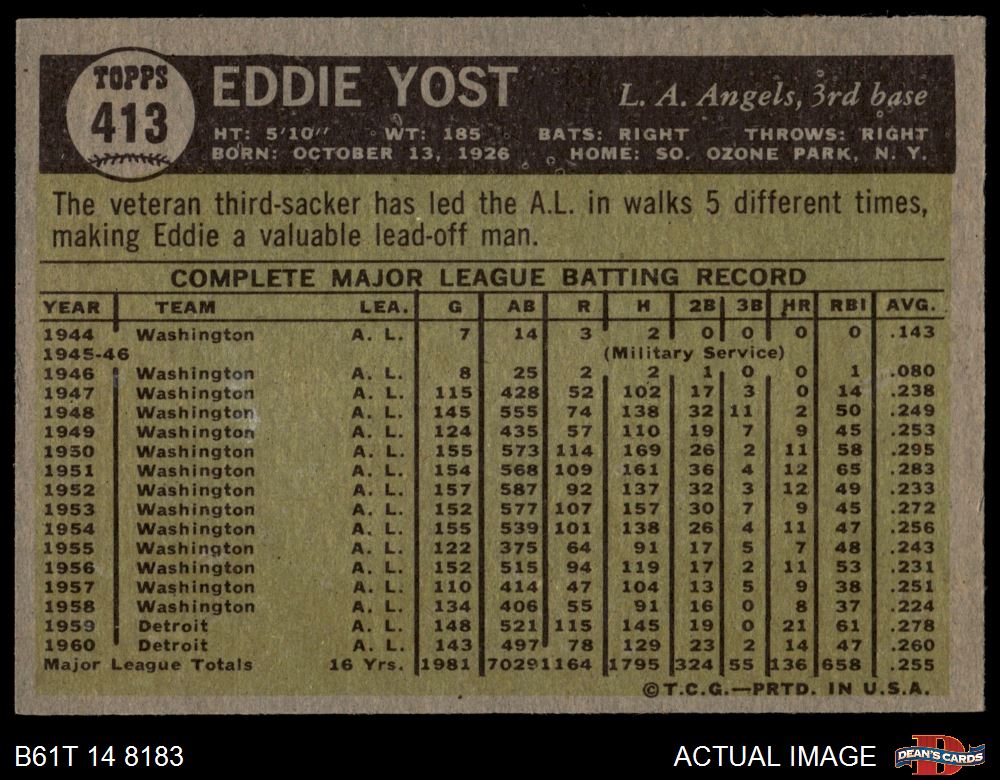 TOPPS
413
EDDIE YOST
L. A. Angels, 3rd base
HT: 5'10" WT: 185 BATS: RIGHT THROWS: RIGHT
BORN: OCTOBER 13, 1926 HOME: SO. OZONE PARK, N. Y.
The veteran third-sacker has led the A.L. in walks 5 different times,
making Eddie a valuable lead-off man.
COMPLETE MAJOR LEAGUE BATTING RECORD
YEAR TEAM LEA. G AB R H 2B 3B HR RBI AVG.
1944 Washington A. L. 7 14 3 2 0 0 0 0 .143
1945-46 (Military Service)
1946 Washington A. L. 8 25 2 2 1 0 0 1 .080
1947 Washington A. L. 115 428 52 102 17 3 0 14 .238
1948 Washington A. L. 145 555 74 138 32 11 2 50 .249
1949 Washington A. L. 124 435 57 110 19 7 9 45 .253
1950 Washington A. L. 155 573 114 169 26 2 11 58 .295
1951 Washington A. L. 154 568 109 161 36 4 12 65 .283
1952 Washington A. L. 157 587 92 137 32 3 12 49 .233
1953 Washington A. L. 152 577 107 157 30 7 9 45 .272
1954 Washington A. L. 155 539 101 138 26 4 11 47 .256
1955 Washington A. L. 122 375 64 91 17 5 7 48 .243
1956 Washington A. L. 152 515 94 119 17 2 11 53 .231
1957 Washington A. L. 110 414 47 104 13 5 9 38 .251
1958 Washington A. L. 134 406 55 91 16 0 8 37 .224
1959 Detroit A. L. 148 521 115 145 19 0 21 61 .278
1960 Detroit A. L. 143 497 78 129 23 2 14 47 .260
Major League Totals 16 Yrs. 1981 7029 1164 1795 324 55 136 658 .255
©T.C.G.—PRTD. IN U.S.A.
B61T 14 8183
ACTUAL IMAGE
DEAN'S CARDS